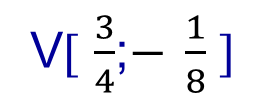 V[ 3/4 ;− 1/8 ]